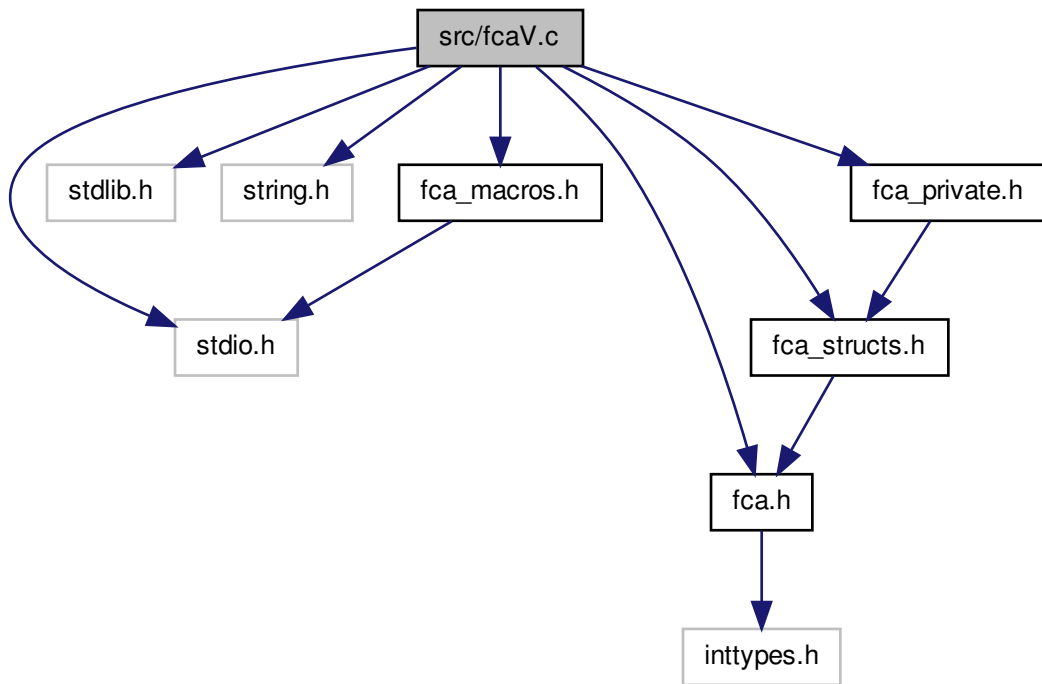 src/fcaV.c
stdlib.h
string.h
fca_macros.h
fca_private.h
stdio.h
fca_structs.h
fca.h
inttypes.h